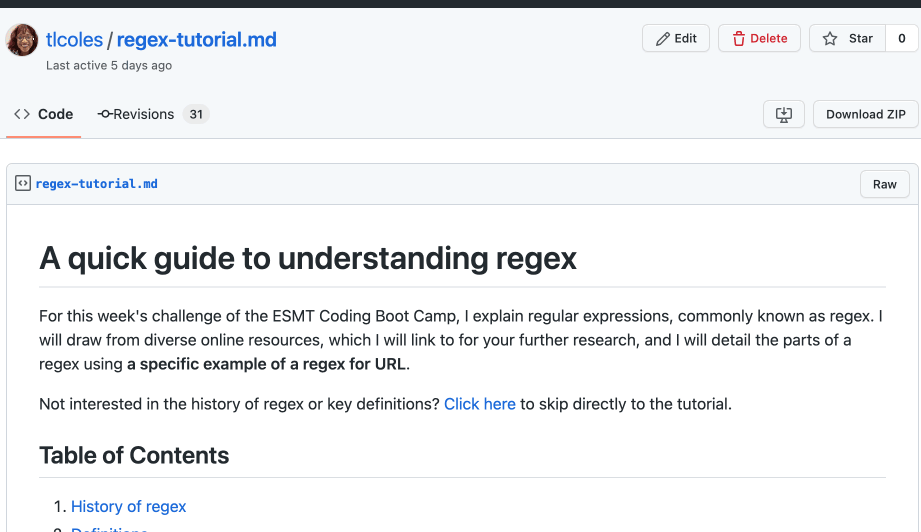 tlcoles / regex-tutorial.md
Edit
Delete
Star
0
Last active 5 days ago
Code
Revisions 31
Download ZIP
regex-tutorial.md
Raw
A quick guide to understanding regex
For this week's challenge of the ESMT Coding Boot Camp, I explain regular expressions, commonly known as regex. I
will draw from diverse online resources, which I will link to for your further research, and I will detail the parts of a
regex using a specific example of a regex for URL.
Not interested in the history of regex or key definitions? Click here to skip directly to the tutorial.
Table of Contents
1. History of regex
2. Definitions